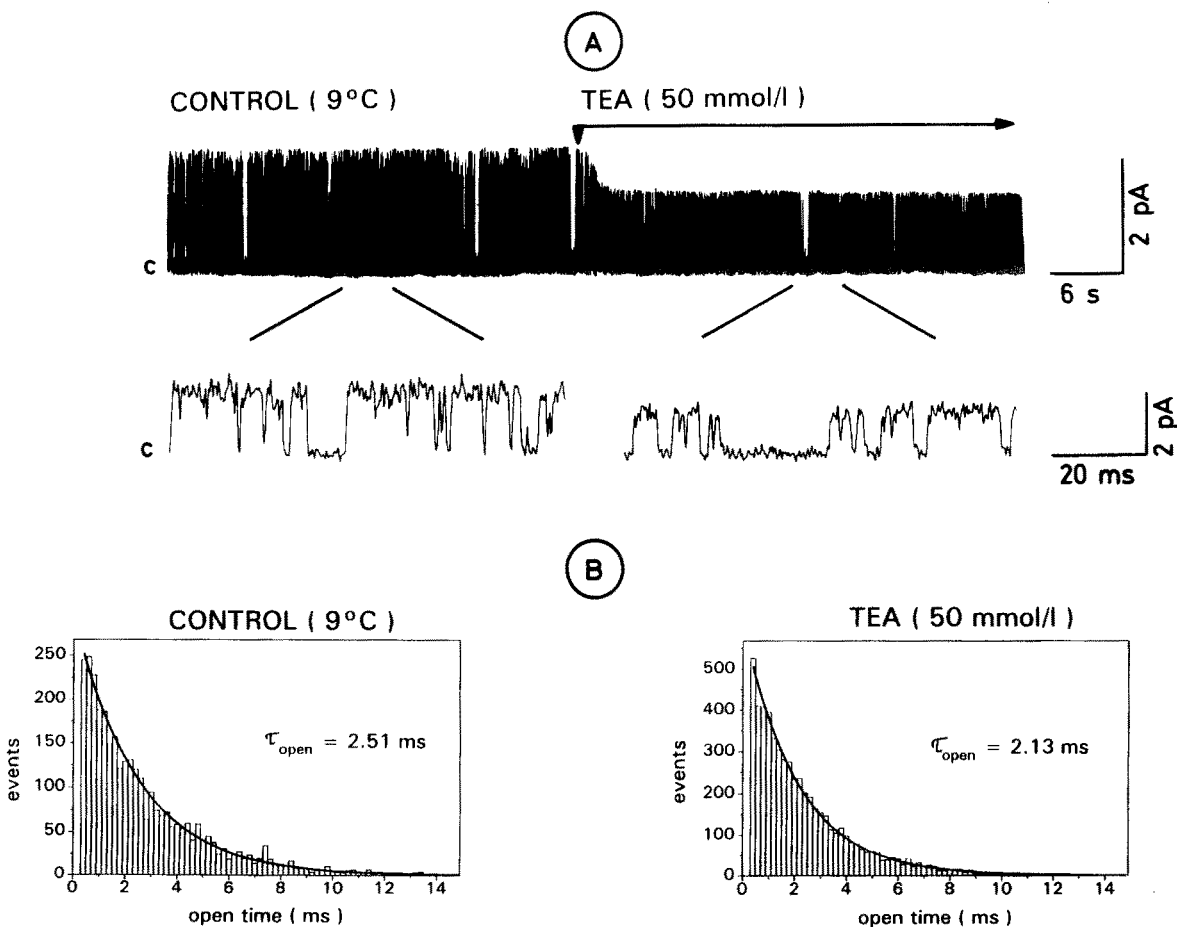 A
CONTROL ( 9°C )
TEA ( 50 mmol/l )
c
2 pA
6 s
c
2 pA
20 ms
B
CONTROL ( 9°C )
250
200
150
100
50
0
events
τopen = 2.51 ms
0 2 4 6 8 10 12 14
open time ( ms )
TEA ( 50 mmol/l )
500
400
300
200
100
0
events
τopen = 2.13 ms
0 2 4 6 8 10 12 14
open time ( ms )